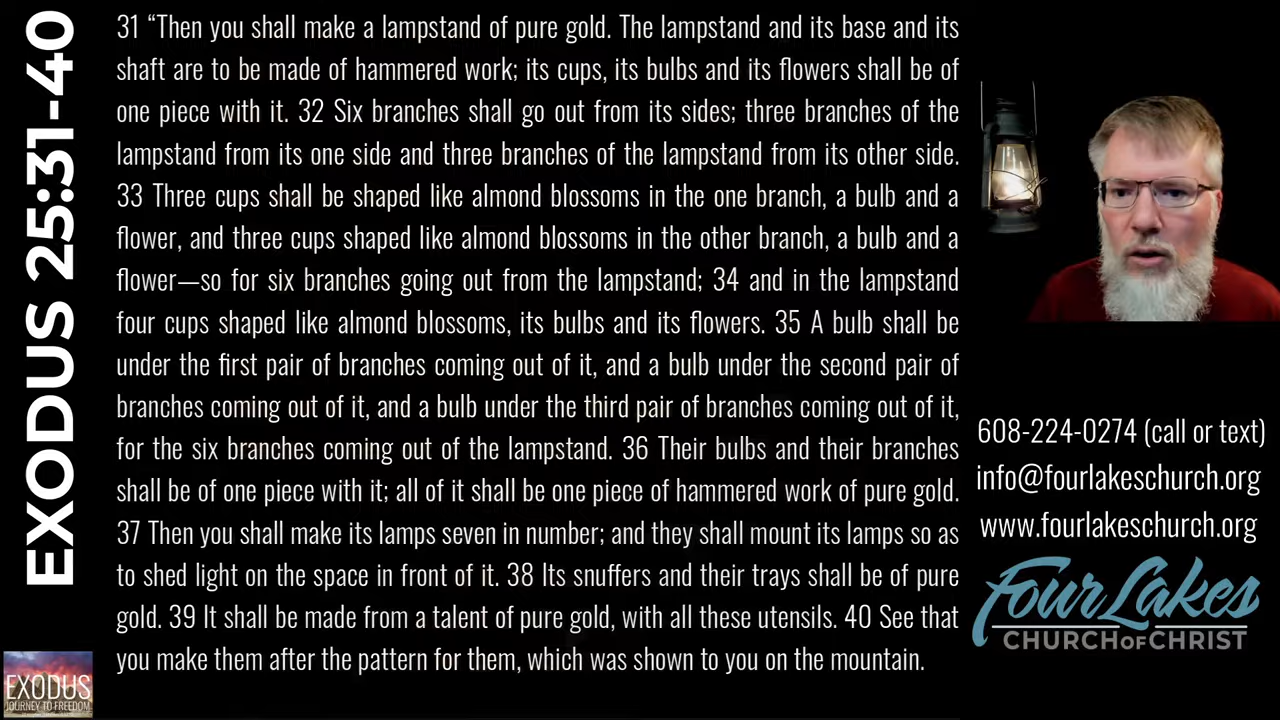 EXODUS 25:31-40
31 “Then you shall make a lampstand of pure gold. The lampstand and its base and its
shaft are to be made of hammered work; its cups, its bulbs and its flowers shall be of
one piece with it. 32 Six branches shall go out from its sides; three branches of the
lampstand from its one side and three branches of the lampstand from its other side.
33 Three cups shall be shaped like almond blossoms in the one branch, a bulb and a
flower, and three cups shaped like almond blossoms in the other branch, a bulb and a
flower—so for six branches going out from the lampstand; 34 and in the lampstand
four cups shaped like almond blossoms, its bulbs and its flowers. 35 A bulb shall be
under the first pair of branches coming out of it, and a bulb under the second pair of
branches coming out of it, and a bulb under the third pair of branches coming out of it,
for the six branches coming out of the lampstand. 36 Their bulbs and their branches
shall be of one piece with it; all of it shall be one piece of hammered work of pure gold.
37 Then you shall make its lamps seven in number; and they shall mount its lamps so as
to shed light on the space in front of it. 38 Its snuffers and their trays shall be of pure
gold. 39 It shall be made from a talent of pure gold, with all these utensils. 40 See that
you make them after the pattern for them, which was shown to you on the mountain.
608-224-0274 (call or text)
info@fourlakeschurch.org
www.fourlakeschurch.org
Four Lakes
CHURCH OF CHRIST
EXODUS
JOURNEY TO FREEDOM